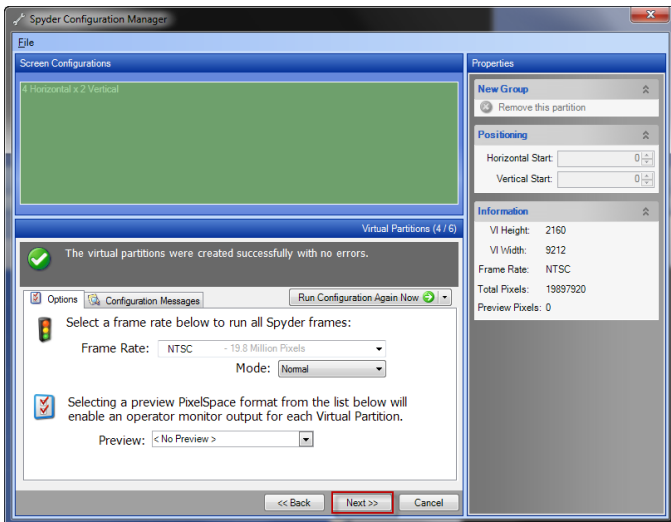 Spyder Configuration Manager
File
Screen Configurations
4 Horizontal x 2 Vertical
Virtual Partitions (4 / 6)
The virtual partitions were created successfully with no errors.
Options
Configuration Messages
Run Configuration Again Now
Select a frame rate below to run all Spyder frames:
Frame Rate: NTSC - 19.8 Million Pixels
Mode: Normal
Selecting a preview PixelSpace format from the list below will
enable an operator monitor output for each Virtual Partition.
Preview: < No Preview >
<< Back Next >> Cancel
Properties
New Group
Remove this partition
Positioning
Horizontal Start: 0
Vertical Start: 0
Information
VI Height: 2160
VI Width: 9212
Frame Rate: NTSC
Total Pixels: 19897920
Preview Pixels: 0